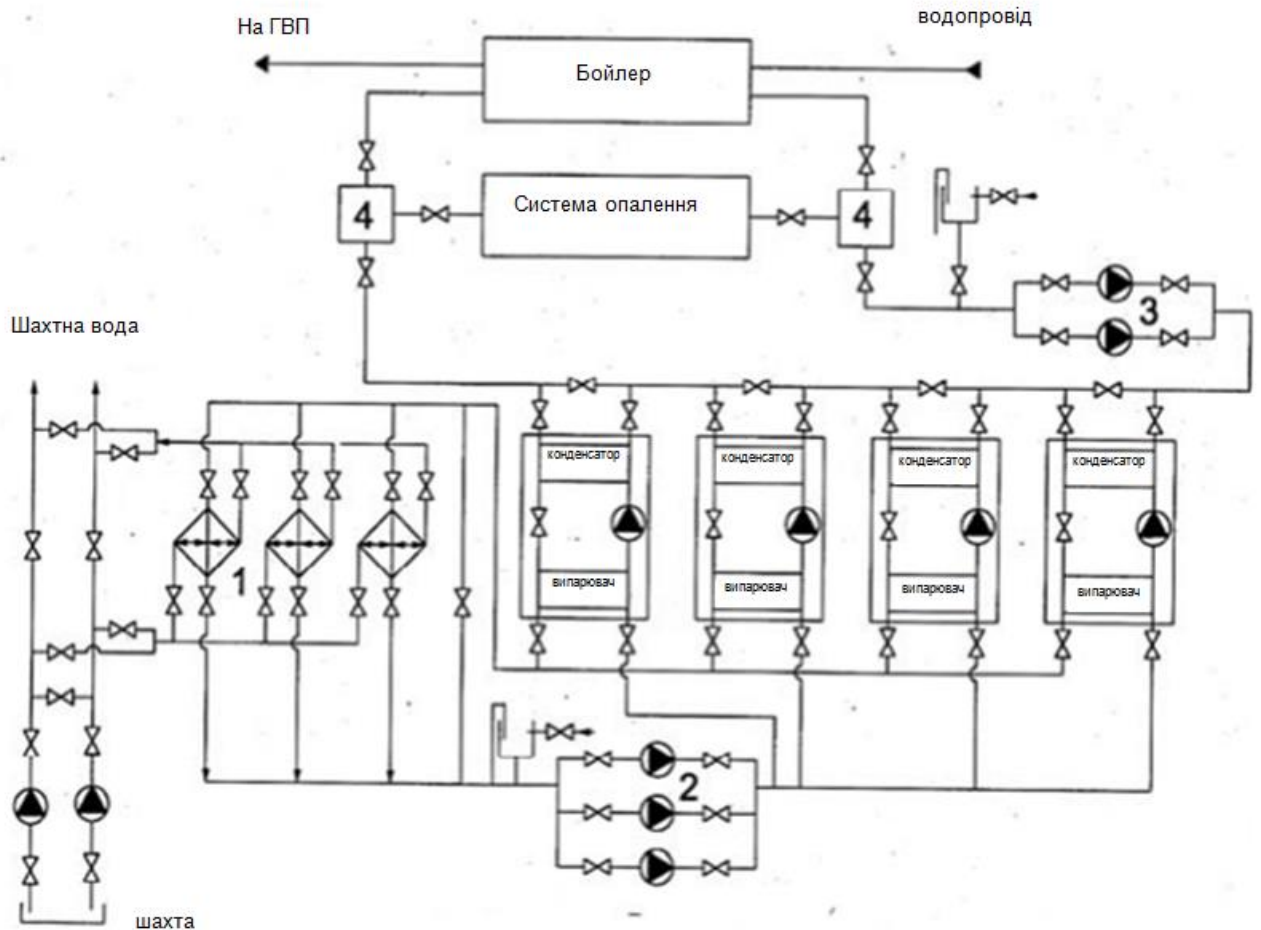 На ГВП
водопровід
Бойлер
4
Система опалення
4
3
Шахтна вода
конденсатор
конденсатор
конденсатор
конденсатор
1
випарювач
випарювач
випарювач
випарювач
2
шахта